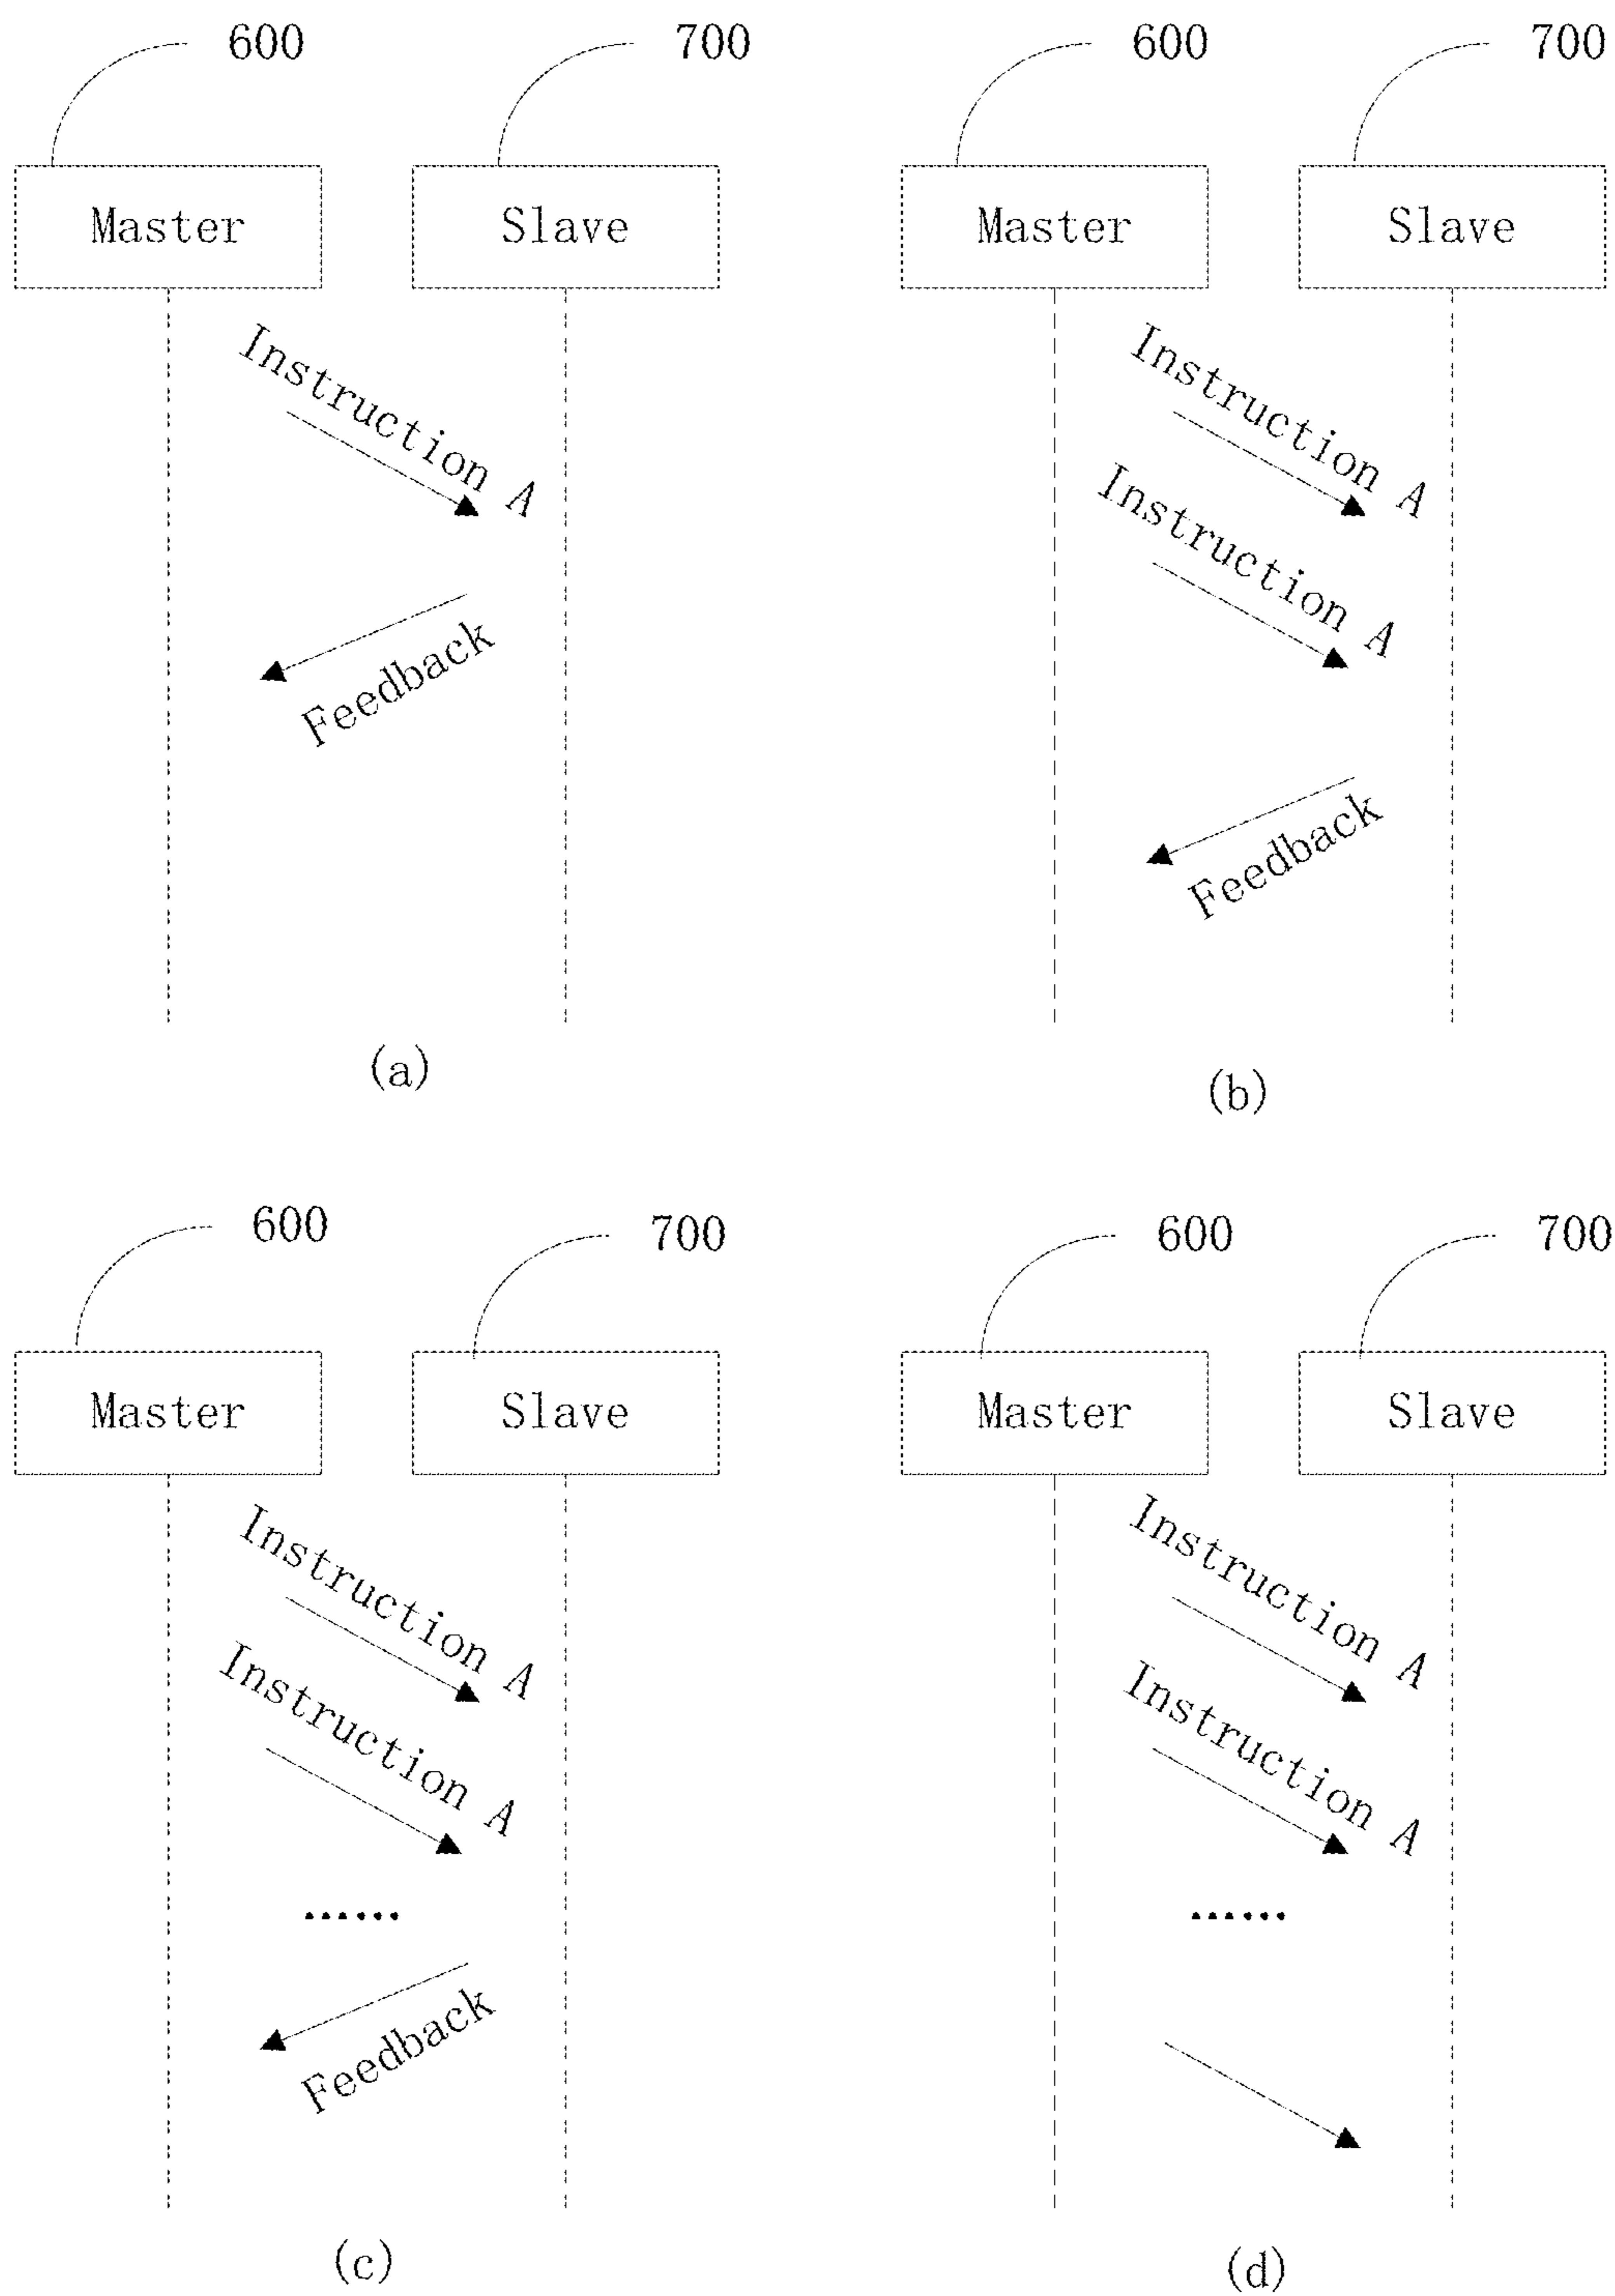 600
700
Master
Slave
Instruction A
Feedback
(a)
600
700
Master
Slave
Instruction A
Instruction A
Feedback
(b)
600
700
Master
Slave
Instruction A
Instruction A
......
Feedback
(c)
600
700
Master
Slave
Instruction A
Instruction A
......
(d)